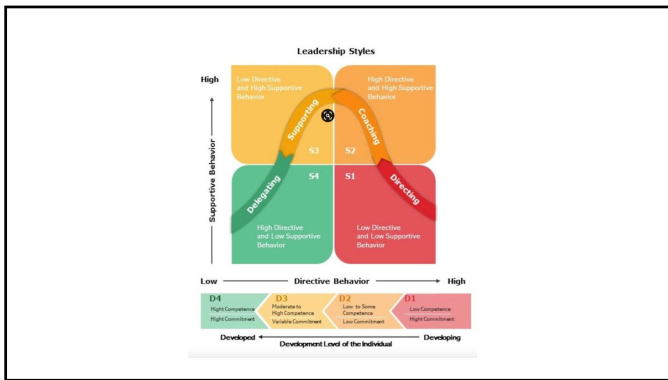 Leadership Styles
High
Low Directive
and High Supportive
Behavior
High Directive
and High Supportive
Behavior
Supporting
Coaching
S3
S2
S4
S1
Delegating
Directing
Supportive Behavior
High Directive
and Low Supportive
Behavior
Low Directive
and Low Supportive
Behavior
Low
Directive Behavior
High
D4
Hight Competence
Hight Commitment
D3
Moderate to
High Competence
Variable Commitment
D2
Low to Some
Competence
Low Commitment
D1
Low Competence
Hight Commitment
Developed
Developing
Development Level of the Individual